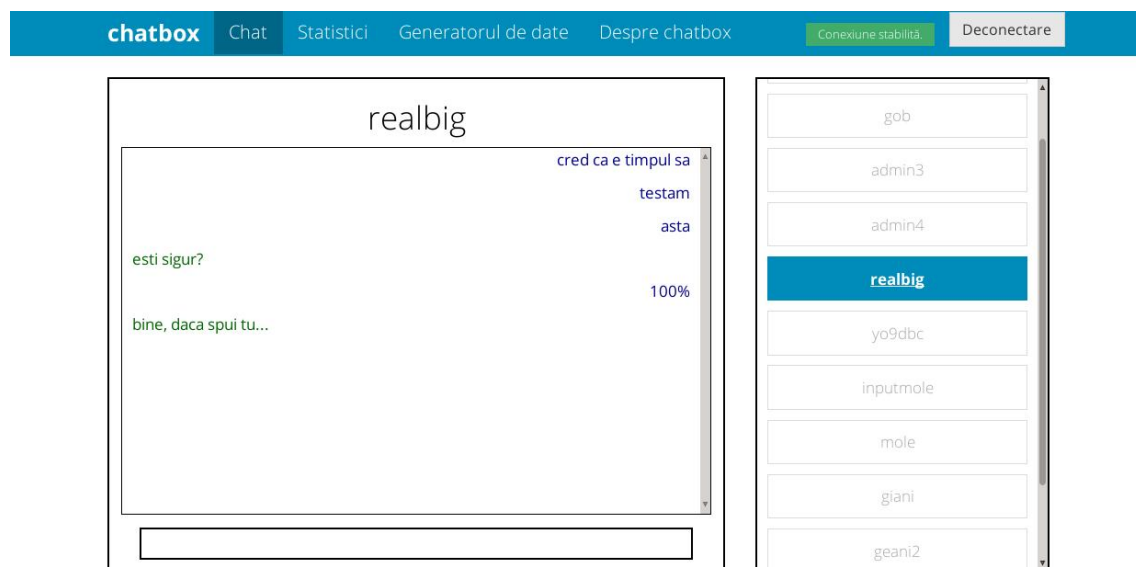 chatbox Chat Statistici Generatorul de date Despre chatbox Conexiune stabilită. Deconectare
realbig
cred ca e timpul sa
testam
asta
esti sigur?
100%
bine, daca spui tu...
gob
admin3
admin4
realbig
yo9dbc
inputmole
mole
giani
geani2